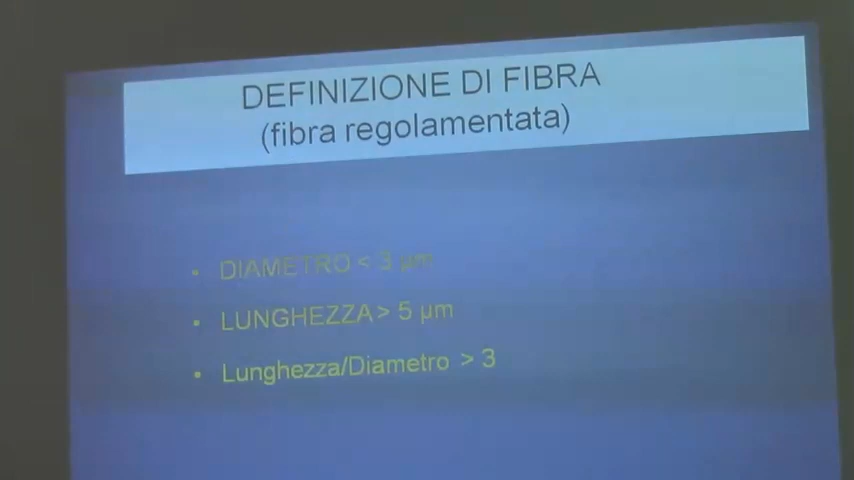 DEFINIZIONE DI FIBRA
(fibra regolamentata)
• DIAMETRO < 3 µm
• LUNGHEZZA > 5 µm
• Lunghezza/Diametro > 3